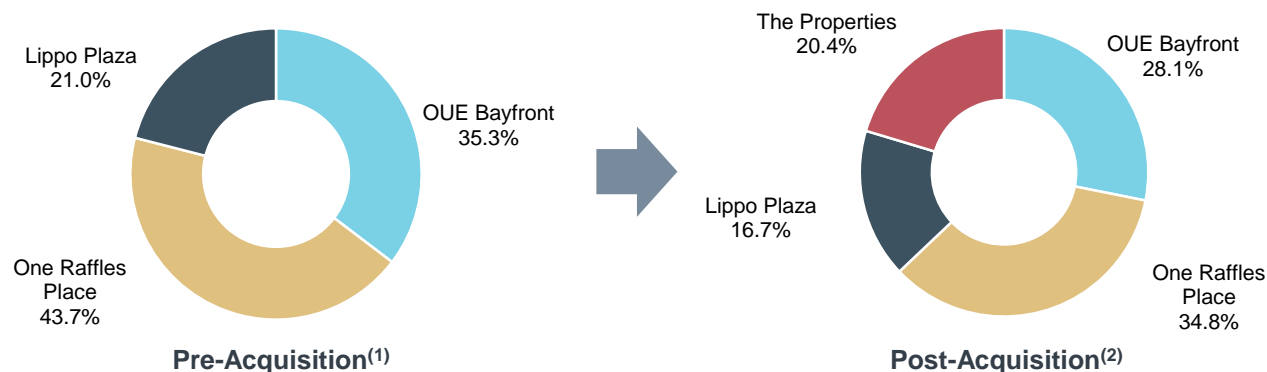 Lippo Plaza
21.0%
OUE Bayfront
35.3%
One Raffles
Place
43.7%
Pre-Acquisition(1)
The Properties
20.4%
OUE Bayfront
28.1%
Lippo Plaza
16.7%
One Raffles
Place
34.8%
Post-Acquisition(2)